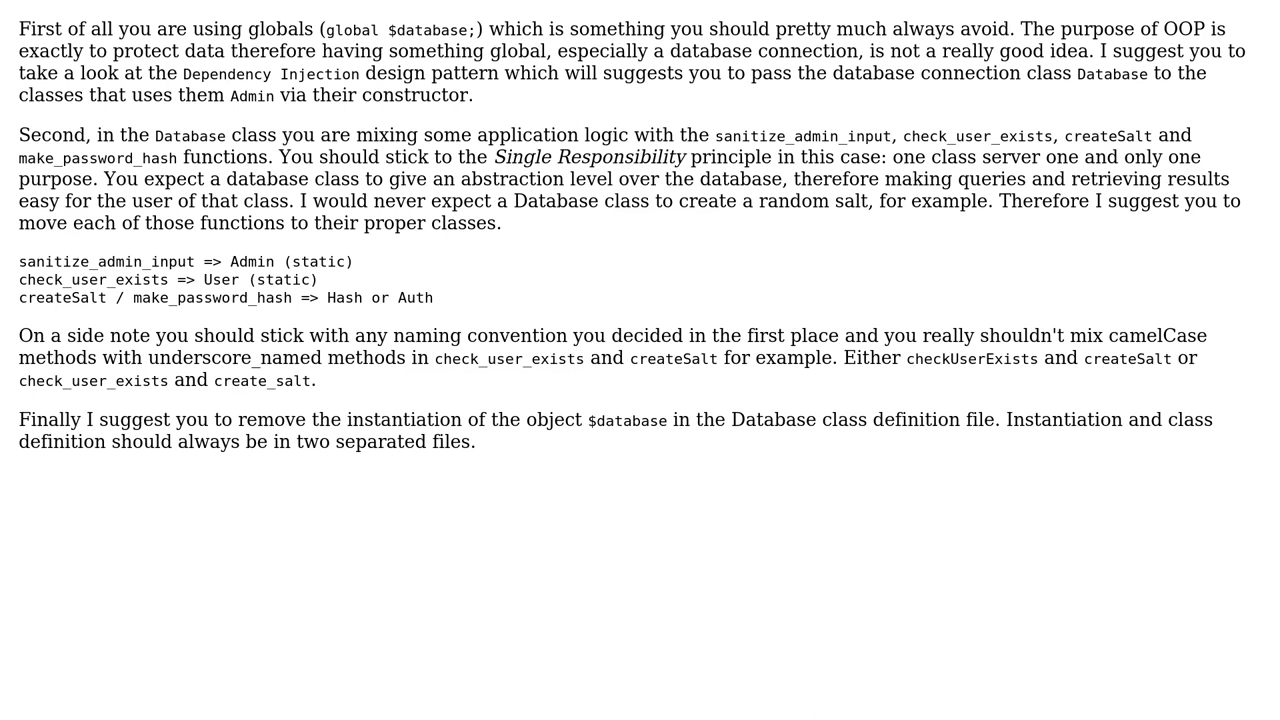 First of all you are using globals (global $database;) which is something you should pretty much always avoid. The purpose of OOP is
exactly to protect data therefore having something global, especially a database connection, is not a really good idea. I suggest you to
take a look at the Dependency Injection design pattern which will suggests you to pass the database connection class Database to the
classes that uses them Admin via their constructor.
Second, in the Database class you are mixing some application logic with the sanitize_admin_input, check_user_exists, createSalt and
make_password_hash functions. You should stick to the Single Responsibility principle in this case: one class server one and only one
purpose. You expect a database class to give an abstraction level over the database, therefore making queries and retrieving results
easy for the user of that class. I would never expect a Database class to create a random salt, for example. Therefore I suggest you to
move each of those functions to their proper classes.
sanitize_admin_input => Admin (static)
check_user_exists => User (static)
createSalt / make_password_hash => Hash or Auth
On a side note you should stick with any naming convention you decided in the first place and you really shouldn't mix camelCase
methods with underscore_named methods in check_user_exists and createSalt for example. Either checkUserExists and createSalt or
check_user_exists and create_salt.
Finally I suggest you to remove the instantiation of the object $database in the Database class definition file. Instantiation and class
definition should always be in two separated files.